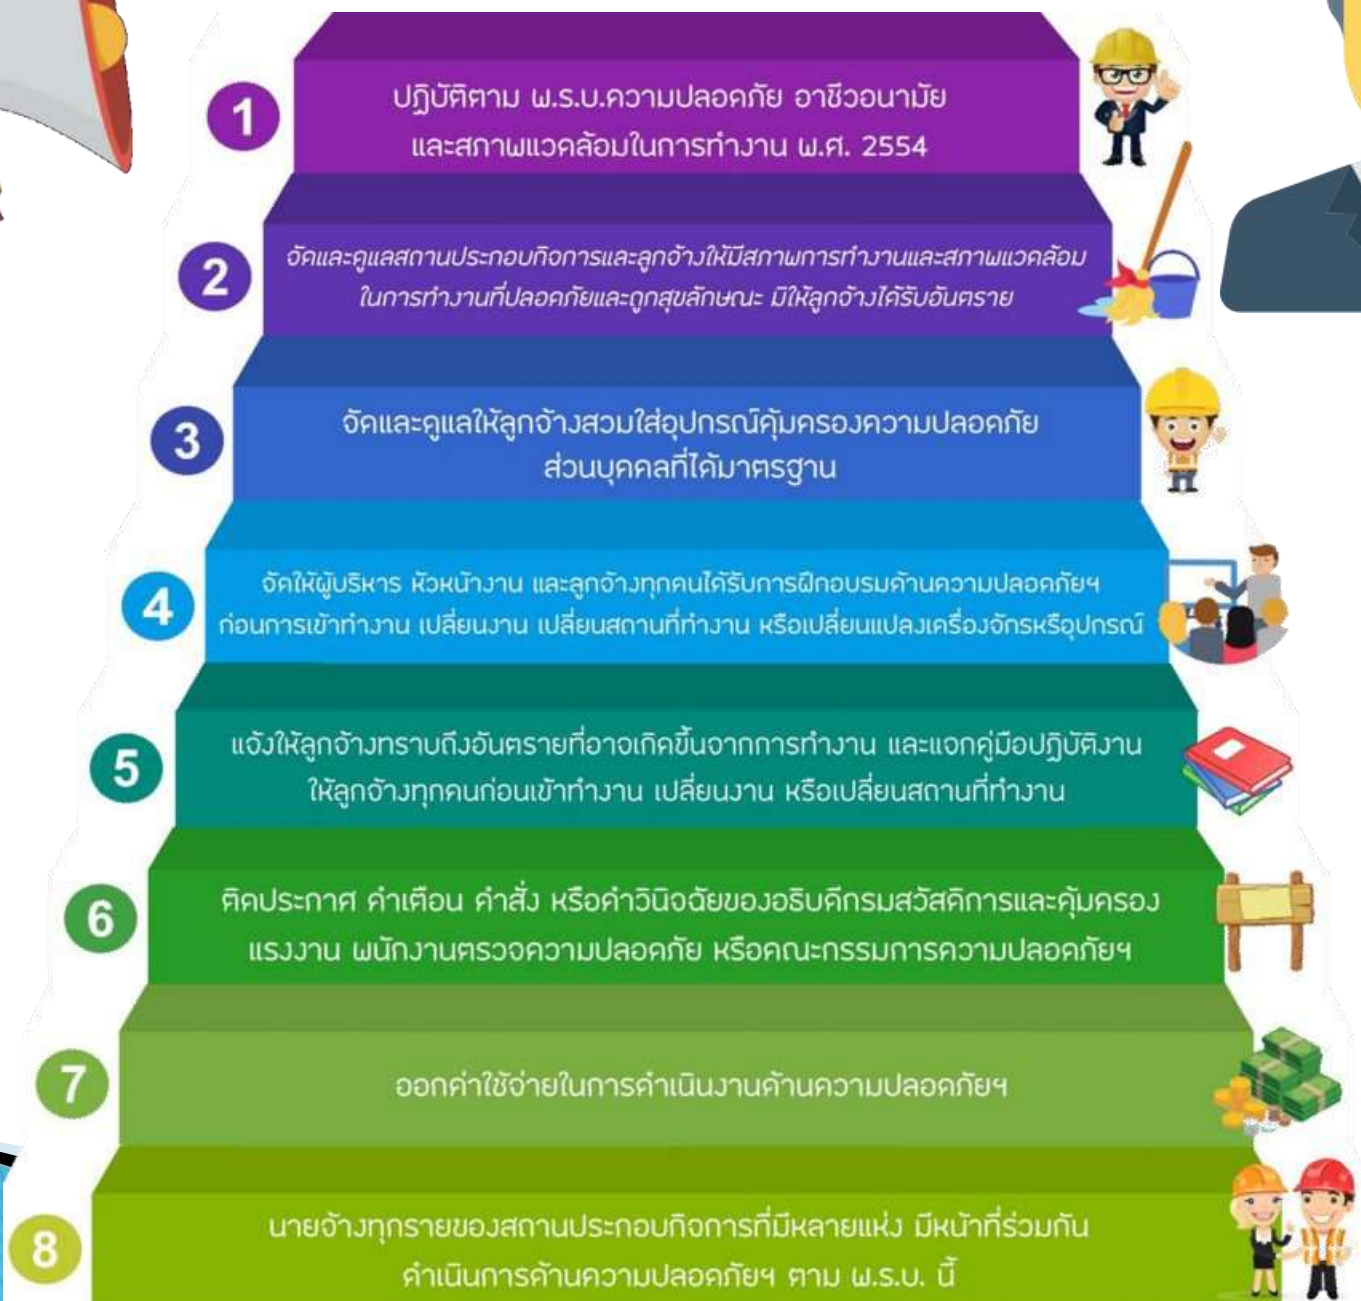 1
ปฏิบัติตาม พ.ร.บ.ความปลอดภัย อาชีวอนามัย
และสภาพแวดล้อมในการทำงาน พ.ศ. 2554
2
จัดและดูแลสถานประกอบกิจการและลูกจ้างให้มีสภาพการทำงานและสภาพแวดล้อม
ในการทำงานที่ปลอดภัยและถูกสุขลักษณะ มิให้ลูกจ้างได้รับอันตราย
3
จัดและดูแลให้ลูกจ้างสวมใส่อุปกรณ์คุ้มครองความปลอดภัย
ส่วนบุคคลที่ได้มาตรฐาน
4
จัดให้ผู้บริหาร หัวหน้างาน และลูกจ้างทุกคนได้รับการฝึกอบรมด้านความปลอดภัยฯ
ก่อนการเข้าทำงาน เปลี่ยนงาน เปลี่ยนสถานที่ทำงาน หรือเปลี่ยนแปลงเครื่องจักรหรืออุปกรณ์
5
แจ้งให้ลูกจ้างทราบถึงอันตรายที่อาจเกิดขึ้นจากการทำงาน และแจกคู่มือปฏิบัติงาน
ให้ลูกจ้างทุกคนก่อนเข้าทำงาน เปลี่ยนงาน หรือเปลี่ยนสถานที่ทำงาน
6
ติดประกาศ คำเตือน คำสั่ง หรือคำวินิจฉัยของอธิบดีกรมสวัสดิการและคุ้มครอง
แรงงาน พนักงานตรวจความปลอดภัย หรือคณะกรรมการความปลอดภัยฯ
7
ออกค่าใช้จ่ายในการดำเนินงานด้านความปลอดภัยฯ
8
นายจ้างทุกรายของสถานประกอบกิจการที่มีหลายแห่ง มีหน้าที่ร่วมกัน
ดำเนินการด้านความปลอดภัยฯ ตาม พ.ร.บ. นี้